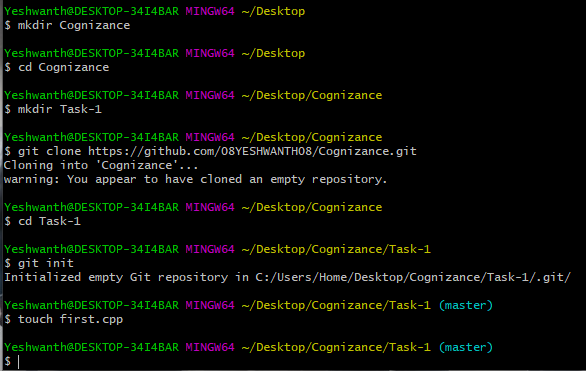 Yeshwanth@DESKTOP-34I4BAR MINGW64 ~/Desktop
$ mkdir Cognizance
Yeshwanth@DESKTOP-34I4BAR MINGW64 ~/Desktop
$ cd Cognizance
Yeshwanth@DESKTOP-34I4BAR MINGW64 ~/Desktop/Cognizance
$ mkdir Task-1
Yeshwanth@DESKTOP-34I4BAR MINGW64 ~/Desktop/Cognizance
$ git clone https://github.com/08YESHWANTH08/Cognizance.git
Cloning into 'Cognizance'...
warning: You appear to have cloned an empty repository.
Yeshwanth@DESKTOP-34I4BAR MINGW64 ~/Desktop/Cognizance
$ cd Task-1
Yeshwanth@DESKTOP-34I4BAR MINGW64 ~/Desktop/Cognizance/Task-1
$ git init
Initialized empty Git repository in C:/Users/Home/Desktop/Cognizance/Task-1/.git/
Yeshwanth@DESKTOP-34I4BAR MINGW64 ~/Desktop/Cognizance/Task-1 (master)
$ touch first.cpp
Yeshwanth@DESKTOP-34I4BAR MINGW64 ~/Desktop/Cognizance/Task-1 (master)
$